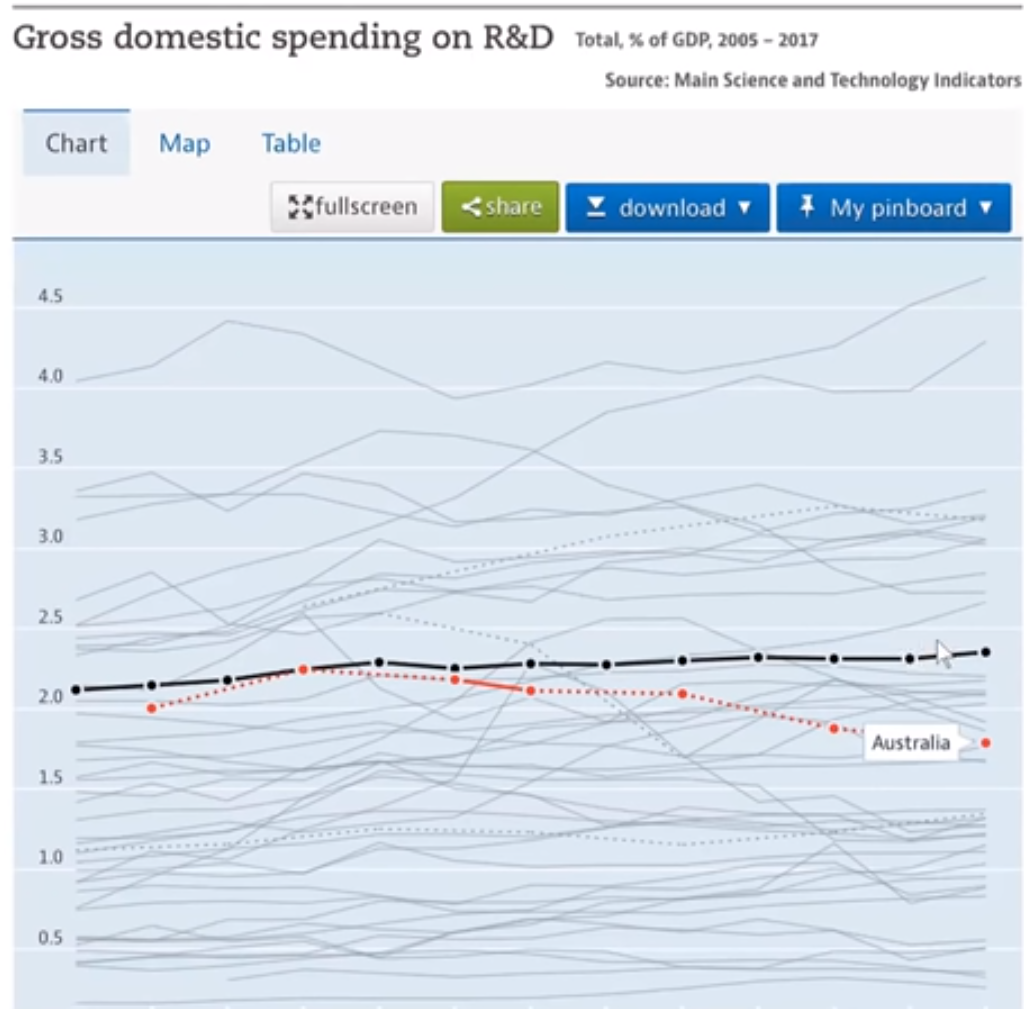 Gross domestic spending on R&D Total, % of GDP, 2005 – 2017
Source: Main Science and Technology Indicators
Chart Map Table
fullscreen share download ▼ My pinboard ▼
4.5
4.0
3.5
3.0
2.5
2.0
Australia
1.5
1.0
0.5